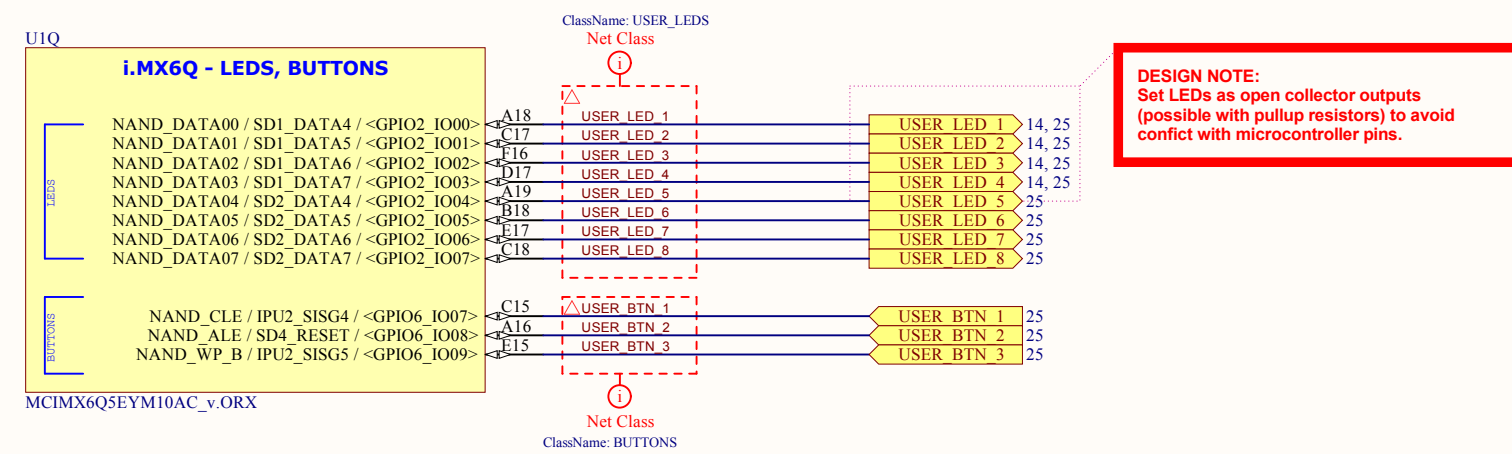 ClassName: USER_LEDS
Net Class
i
U1Q
i.MX6Q - LEDS, BUTTONS
DESIGN NOTE:
Set LEDs as open collector outputs
(possible with pullup resistors) to avoid
confict with microcontroller pins.
LEDS
NAND_DATA00 / SD1_DATA4 / <GPIO2_IO00> A18 USER_LED_1 USER_LED_1 14, 25
NAND_DATA01 / SD1_DATA5 / <GPIO2_IO01> C17 USER_LED_2 USER_LED_2 14, 25
NAND_DATA02 / SD1_DATA6 / <GPIO2_IO02> F16 USER_LED_3 USER_LED_3 14, 25
NAND_DATA03 / SD1_DATA7 / <GPIO2_IO03> D17 USER_LED_4 USER_LED_4 14, 25
NAND_DATA04 / SD2_DATA4 / <GPIO2_IO04> A19 USER_LED_5 USER_LED_5 25
NAND_DATA05 / SD2_DATA5 / <GPIO2_IO05> B18 USER_LED_6 USER_LED_6 25
NAND_DATA06 / SD2_DATA6 / <GPIO2_IO06> E17 USER_LED_7 USER_LED_7 25
NAND_DATA07 / SD2_DATA7 / <GPIO2_IO07> C18 USER_LED_8 USER_LED_8 25
BUTTONS
NAND_CLE / IPU2_SISG4 / <GPIO6_IO07> C15 USER_BTN_1 USER_BTN_1 25
NAND_ALE / SD4_RESET / <GPIO6_IO08> A16 USER_BTN_2 USER_BTN_2 25
NAND_WP_B / IPU2_SISG5 / <GPIO6_IO09> E15 USER_BTN_3 USER_BTN_3 25
MCIMX6Q5EYM10AC_v.ORX
i
Net Class
ClassName: BUTTONS